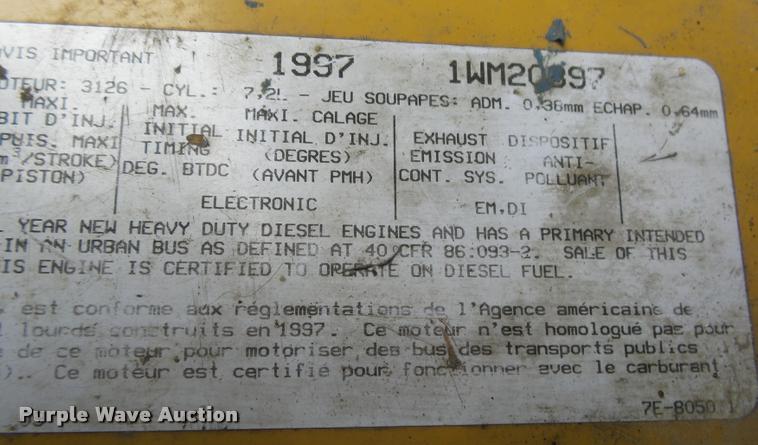 AVIS IMPORTANT 1997
MOTEUR: 3126 - CYL.: 7,2L - JEU SOUPAPES: ADM. 0,38mm ECHAP. 0,64mm
MAXI. MAX. MAXI. CALAGE
BIT D'INJ. INITIAL INITIAL D'INJ. EXHAUST DISPOSITIF
PUIS. MAXI TIMING (DEGRES) EMISSION ANTI-
m³/STROKE) DEG. BTDC (AVANT PMH) CONT. SYS. POLLUANT
PISTON)
ELECTRONIC EM,DI
YEAR NEW HEAVY DUTY DIESEL ENGINES AND HAS A PRIMARY INTENDED
IN AN URBAN BUS AS DEFINED AT 40 CFR 86:093-2. SALE OF THIS
IS ENGINE IS CERTIFIED TO OPERATE ON DIESEL FUEL.
est conforme aux réglementations de l'Agence américaine de
lourds construits en 1997. Ce moteur n'est homologué pas pour
de ce moteur pour motoriser des bus des transports publics
).. Ce moteur est certifié pour fonctionner avec le carburant
7E-8050
Purple Wave Auction